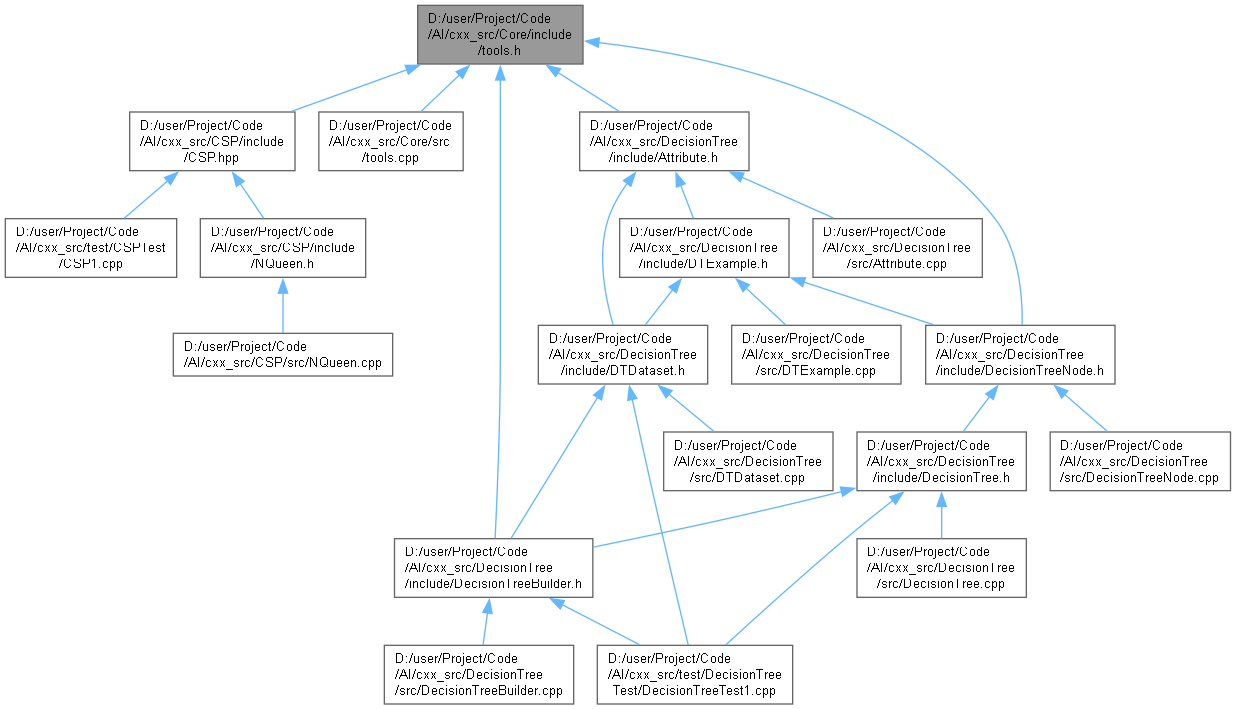 D:/user/Project/Code
/AI/cxx_src/Core/include
/tools.h
D:/user/Project/Code
/AI/cxx_src/CSP/include
/CSP.hpp
D:/user/Project/Code
/AI/cxx_src/Core/src
/tools.cpp
D:/user/Project/Code
/AI/cxx_src/DecisionTree
/include/Attribute.h
D:/user/Project/Code
/AI/cxx_src/test/CSPTest
/CSP1.cpp
D:/user/Project/Code
/AI/cxx_src/CSP/include
/NQueen.h
D:/user/Project/Code
/AI/cxx_src/DecisionTree
/include/DTExample.h
D:/user/Project/Code
/AI/cxx_src/DecisionTree
/src/Attribute.cpp
D:/user/Project/Code
/AI/cxx_src/CSP/src/NQueen.cpp
D:/user/Project/Code
/AI/cxx_src/DecisionTree
/include/DTDataset.h
D:/user/Project/Code
/AI/cxx_src/DecisionTree
/src/DTExample.cpp
D:/user/Project/Code
/AI/cxx_src/DecisionTree
/include/DecisionTreeNode.h
D:/user/Project/Code
/AI/cxx_src/DecisionTree
/src/DTDataset.cpp
D:/user/Project/Code
/AI/cxx_src/DecisionTree
/include/DecisionTree.h
D:/user/Project/Code
/AI/cxx_src/DecisionTree
/src/DecisionTreeNode.cpp
D:/user/Project/Code
/AI/cxx_src/DecisionTree
/include/DecisionTreeBuilder.h
D:/user/Project/Code
/AI/cxx_src/DecisionTree
/src/DecisionTree.cpp
D:/user/Project/Code
/AI/cxx_src/DecisionTree
/src/DecisionTreeBuilder.cpp
D:/user/Project/Code
/AI/cxx_src/test/DecisionTree
Test/DecisionTreeTest1.cpp